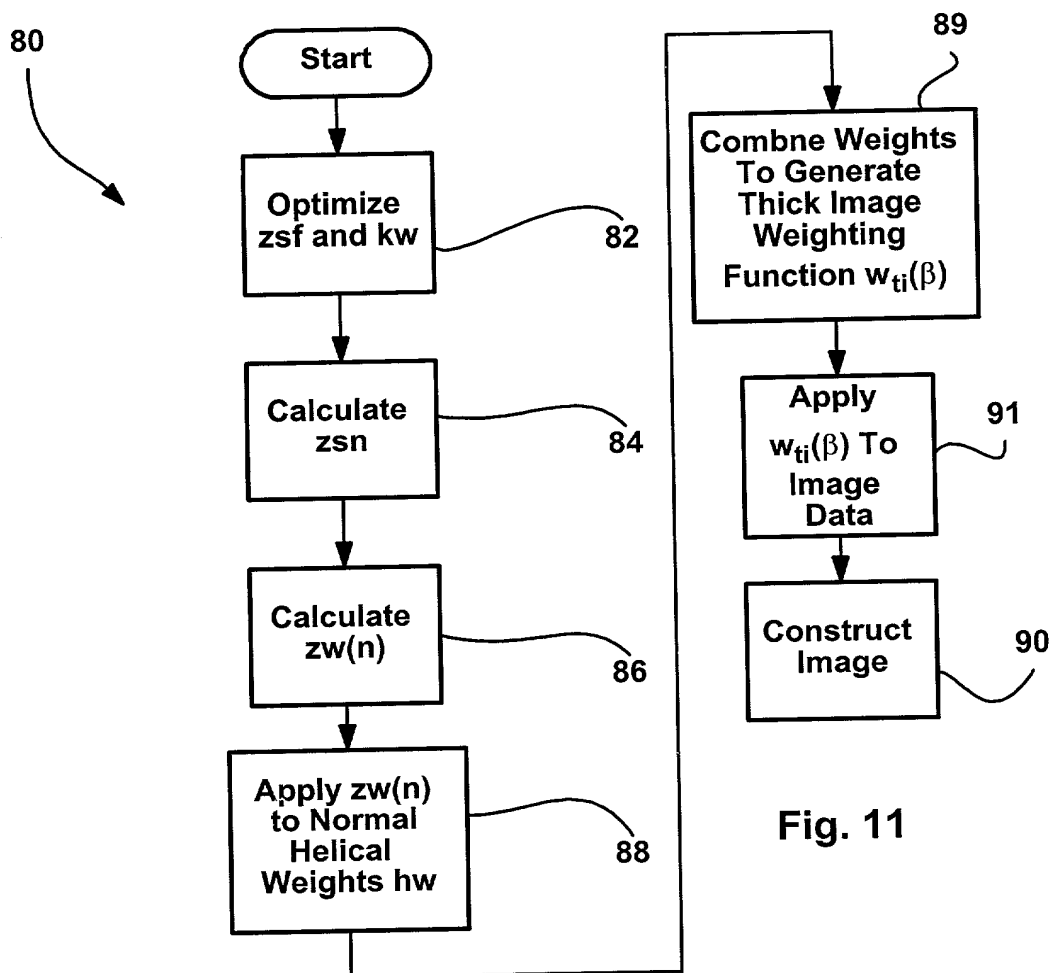 80
Start
Optimize
zsf and kw
82
Calculate
zsn
84
Calculate
zw(n)
86
Apply zw(n)
to Normal
Helical
Weights hw
88
89
Combne Weights
To Generate
Thick Image
Weighting
Function w_ti(β)
Apply
w_ti(β) To
Image
Data
91
Construct
Image
90
Fig. 11